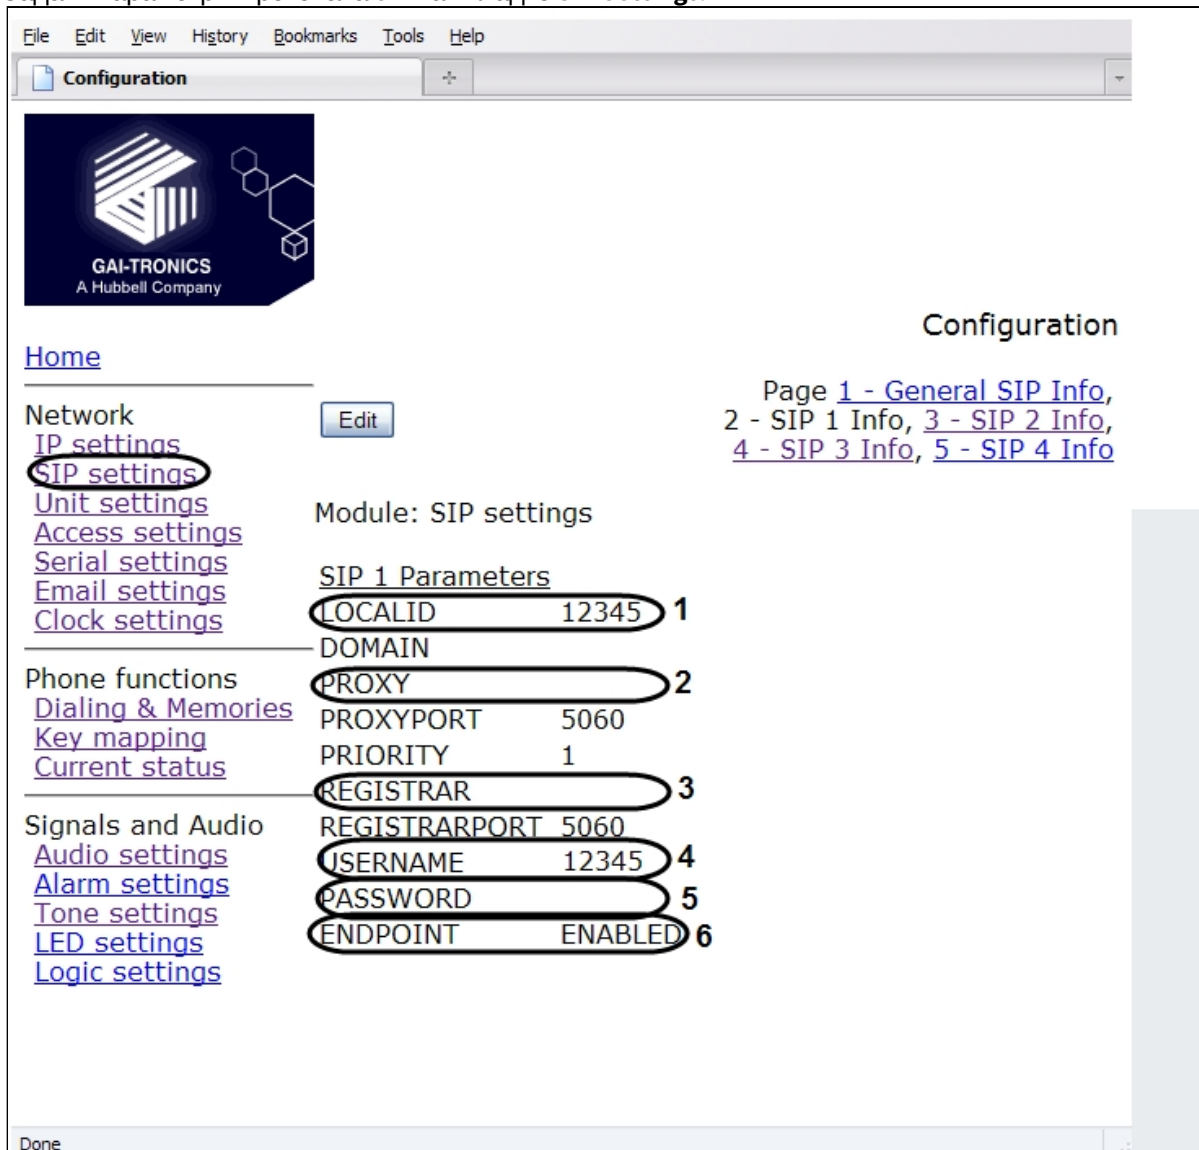 File Edit View History Bookmarks Tools Help
Configuration
GAI-TRONICS
A Hubbell Company
Configuration
Home
Page 1 - General SIP Info,
2 - SIP 1 Info, 3 - SIP 2 Info,
4 - SIP 3 Info, 5 - SIP 4 Info
Edit
Network
IP settings
SIP settings
Unit settings
Access settings
Serial settings
Email settings
Clock settings
Phone functions
Dialing & Memories
Key mapping
Current status
Signals and Audio
Audio settings
Alarm settings
Tone settings
LED settings
Logic settings
Module: SIP settings
SIP 1 Parameters
LOCALID 12345 1
DOMAIN
PROXY 2
PROXYPORT 5060
PRIORITY 1
REGISTRAR 3
REGISTRARPORT 5060
USERNAME 12345 4
PASSWORD 5
ENDPOINT ENABLED 6
Done